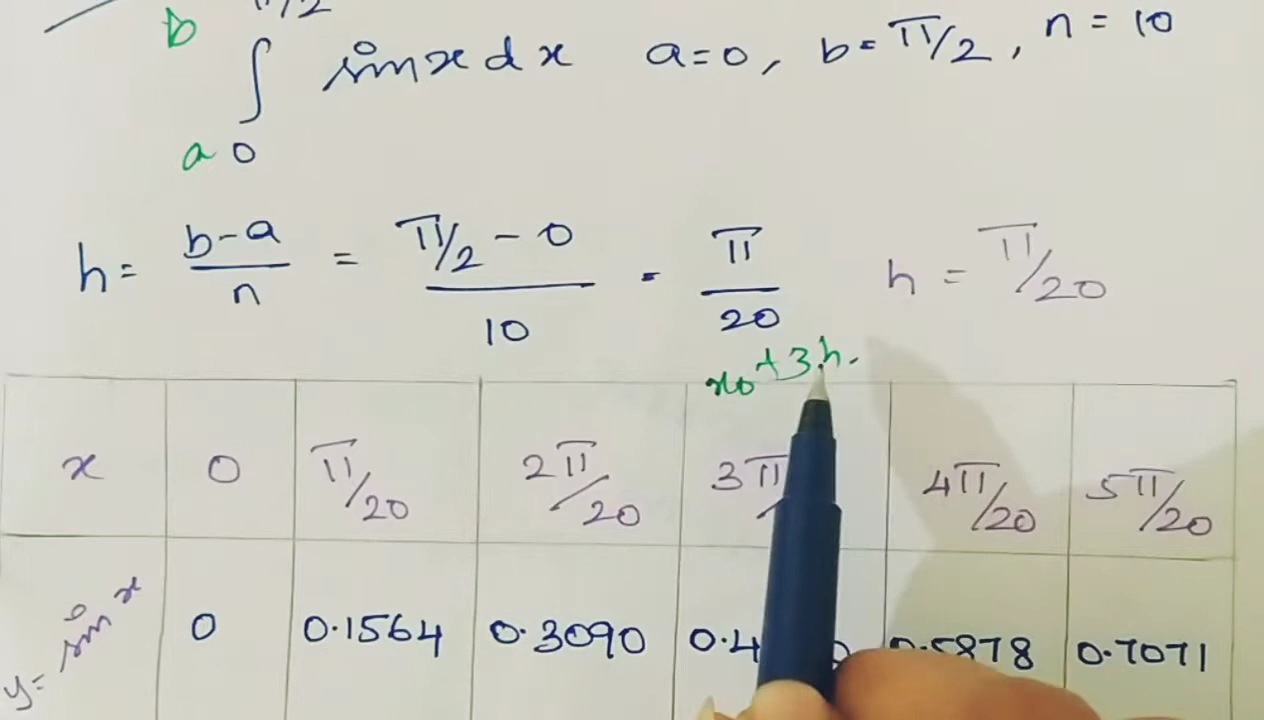 π/2
b
∫ sin x dx a=0, b=π/2, n=10
a 0
h= b-a/n = π/2-0/10 = π/20 h = π/20
x0+3h.
x 0 π/20 2π/20 3π 4π/20 5π/20
y= sin x 0 0.1564 0.3090 0.4 0.5878 0.7071